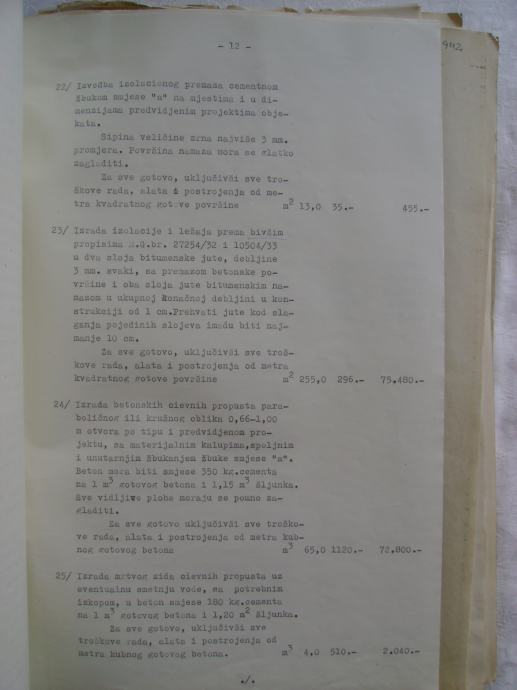 - 12 -
942
22/ Izvedba izolacionog premaza cementnom
žbukom smjese "a" na mjestima i u di-
menzijama predvidjenim projektima obje-
kata.
Sipina veličine zrna najviše 3 mm.
promjera. Površina namaza mora se glatko
zagladiti.
Za sve gotovo, uključivši sve tro-
škove rada, alata i postrojenja od me-
tra kvadratnog gotove površine m2 13,0 35.- 455.-
23/ Izrada izolacije i ležaja prema bivšim
propisima M.G.br. 27254/32 i 10504/33
u dva sloja bitumenske jute, debljine
3 mm. svaki, sa premazom betonske po-
vršine i oba sloja jute bitumenskim na-
mazom u ukupnoj konačnoj debljini u kon-
strukciji od 1 cm.Prehvati jute kod sla-
ganja pojedinih slojeva imadu biti naj-
manje 10 cm.
Za sve gotovo, uključivši sve troš-
kove rada, alata i postrojenja od metra
kvadratnog gotove površine m2 255,0 296.- 75.480.-
24/ Izrada betonskih cievnih propusta para-
boličnog ili kružnog oblika 0,66-1,00
m otvora po tipu i predvidjenom pro-
jektu, sa materijalnim kalupima,spoljnim
i unutarnjim žbukanjem žbuke smjese "a".
Beton mora biti smjese 350 kg.cementa
na 1 m3 gotovog betona i 1,15 m3 šljunka.
Sve vidljive plohe moraju se pomno za-
gladiti.
Za sve gotovo uključivši sve troško-
ve rada, alata i postrojenja od metra kub-
nog gotovog betona m3 65,0 1120.- 72.800.-
25/ Izrada mrtvog zida cievnih propusta uz
eventualnu smetnju vode, sa potrebnim
izkopom, u beton smjese 180 kg.cementa
na 1 m3 gotovog betona i 1,20 m2 šljunka.
Za sve gotovo, uključivši sve
troškove rada, alata i postrojenja od
metra kubnog gotovog betona. m3 4,0 510.- 2.040.-
./.